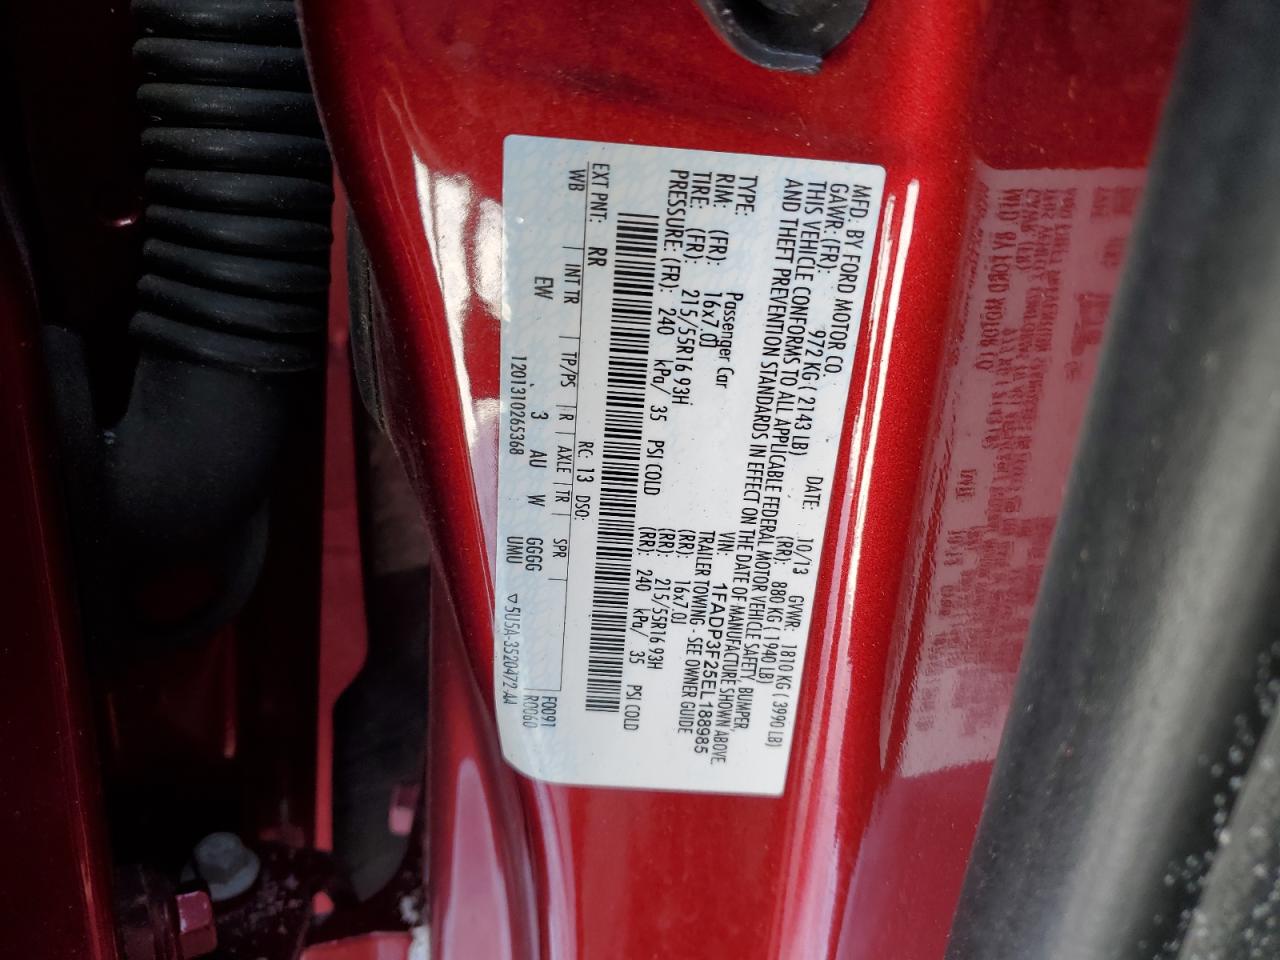 MFD. BY FORD MOTOR CO.
DATE: 10/13 GVWR: 1810 KG ( 3990 LB)
GAWR: (FR): 972 KG ( 2143 LB) (RR): 880 KG ( 1940 LB)
THIS VEHICLE CONFORMS TO ALL APPLICABLE FEDERAL MOTOR VEHICLE SAFETY, BUMPER,
AND THEFT PREVENTION STANDARDS IN EFFECT ON THE DATE OF MANUFACTURE SHOWN ABOVE.
VIN: 1FADP3F25EL188985
TYPE: Passenger Car TRAILER TOWING - SEE OWNER GUIDE
RIM: (FR): 16x7.0J (RR): 16x7.0J
TIRE: (FR): 215/55R16 93H (RR): 215/55R16 93H
PRESSURE: (FR): 240 kPa/ 35 PSI COLD (RR): 240 kPa/ 35 PSI COLD
EXT PNT: RR RC: 13 DSO:
WB INT TR TP/PS R AXLE TR SPR F0091
EW 3 AU W GGGG R0060
UMU
1201310265368 ▽5U5A-3520472-AA